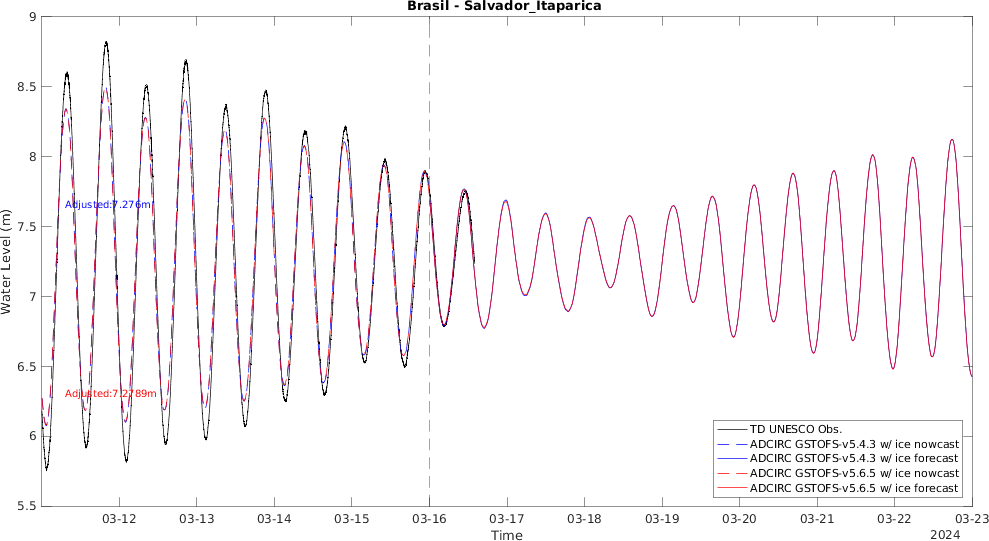 Brasil - Salvador_Itaparica
9
8.5
8
7.5
7
6.5
6
5.5
Water Level (m)
Adjusted:7.276m
Adjusted:7.2789m
TD UNESCO Obs.
ADCIRC GSTOFS-v5.4.3 w/ ice nowcast
ADCIRC GSTOFS-v5.4.3 w/ ice forecast
ADCIRC GSTOFS-v5.6.5 w/ ice nowcast
ADCIRC GSTOFS-v5.6.5 w/ ice forecast
03-12 03-13 03-14 03-15 03-16 03-17 03-18 03-19 03-20 03-21 03-22 03-23
Time
2024